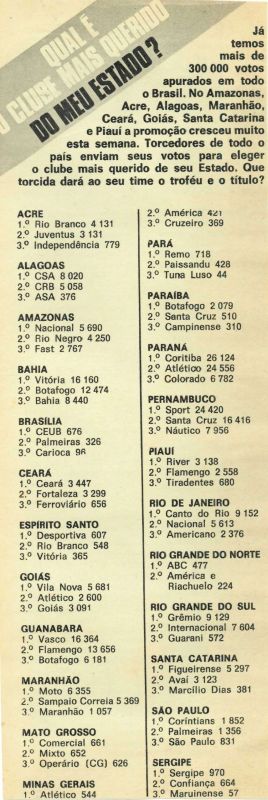 QUAL É
O CLUBE MAIS QUERIDO
DO MEU ESTADO?
Já
temos
mais de
300 000 votos
apurados em todo
o Brasil. No Amazonas,
Acre, Alagoas, Maranhão,
Ceará, Goiás, Santa Catarina
e Piauí a promoção cresceu muito
esta semana. Torcedores de todo o
país enviam seus votos para eleger
o clube mais querido de seu Estado. Que
torcida dará ao seu time o troféu e o título?
ACRE
1.º Rio Branco 4 131
2.º Juventus 3 131
3.º Independência 779
ALAGOAS
1.º CSA 8 020
2.º CRB 5 058
3.º ASA 376
AMAZONAS
1.º Nacional 5 690
2.º Rio Negro 4 250
3.º Fast 2 767
BAHIA
1.º Vitória 16 160
2.º Botafogo 12 474
3.º Bahia 8 440
BRASÍLIA
1.º CEUB 676
2.º Palmeiras 326
3.º Carioca 96
CEARÁ
1.º Ceará 3 447
2.º Fortaleza 3 299
3.º Ferroviário 656
ESPÍRITO SANTO
1.º Desportiva 607
2.º Rio Branco 548
3.º Vitória 365
GOIÁS
1.º Vila Nova 5 681
2.º Atlético 2 600
3.º Goiás 3 091
GUANABARA
1.º Vasco 16 364
2.º Flamengo 13 656
3.º Botafogo 6 181
MARANHÃO
1.º Moto 6 355
2.º Sampaio Correia 5 369
3.º Maranhão 1 057
MATO GROSSO
1.º Comercial 661
2.º Mixto 652
3.º Operário (CG) 626
MINAS GERAIS
1.º Atlético 544
2.º América 421
3.º Cruzeiro 369
PARÁ
1.º Remo 718
2.º Paissandu 428
3.º Tuna Luso 44
PARAÍBA
1.º Botafogo 2 079
2.º Santa Cruz 510
3.º Campinense 310
PARANÁ
1.º Coritiba 26 124
2.º Atlético 24 556
3.º Colorado 6 782
PERNAMBUCO
1.º Sport 24 420
2.º Santa Cruz 16 416
3.º Náutico 7 956
PIAUÍ
1.º River 3 138
2.º Flamengo 2 558
3.º Tiradentes 680
RIO DE JANEIRO
1.º Canto do Rio 9 152
2.º Nacional 5 613
3.º Americano 2 376
RIO GRANDE DO NORTE
1.º ABC 477
2.º América e
Riachuelo 224
RIO GRANDE DO SUL
1.º Grêmio 9 129
2.º Internacional 7 604
3.º Guarani 572
SANTA CATARINA
1.º Figueirense 5 297
2.º Avaí 3 123
3.º Marcílio Dias 381
SÃO PAULO
1.º Coríntians 1 852
2.º Palmeiras 1 356
3.º São Paulo 831
SERGIPE
1.º Sergipe 970
2.º Confiança 664
3.º Maruinense 57